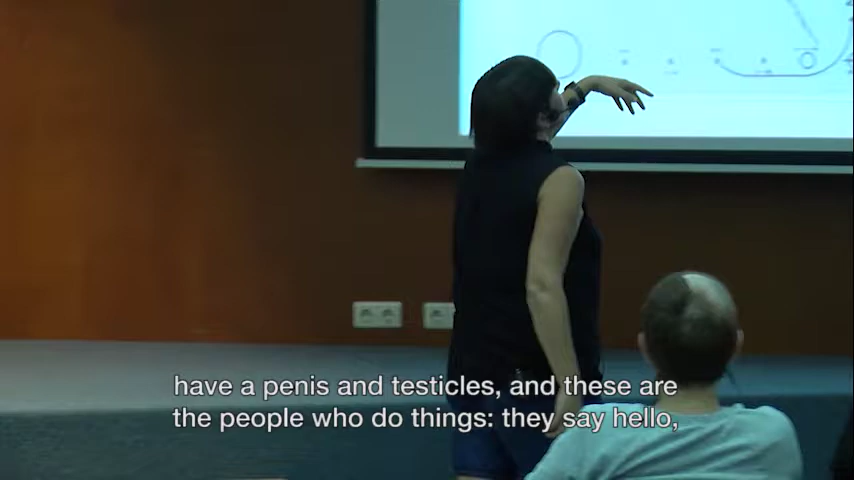 have a penis and testicles, and these are
the people who do things: they say hello,